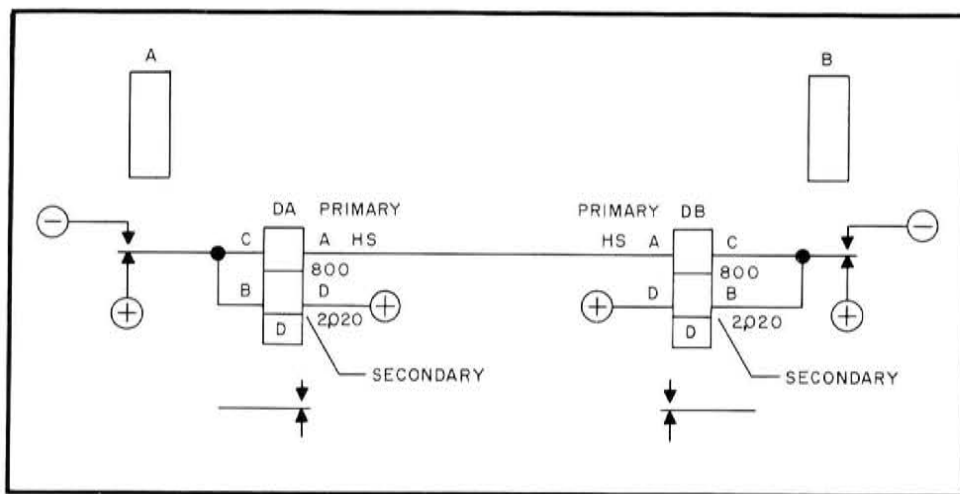 A
B
DA PRIMARY
PRIMARY DB
−
−
C A HS
HS A C
800
800
+
B D +
+ D B
+
2,020
2,020
D
D
SECONDARY
SECONDARY